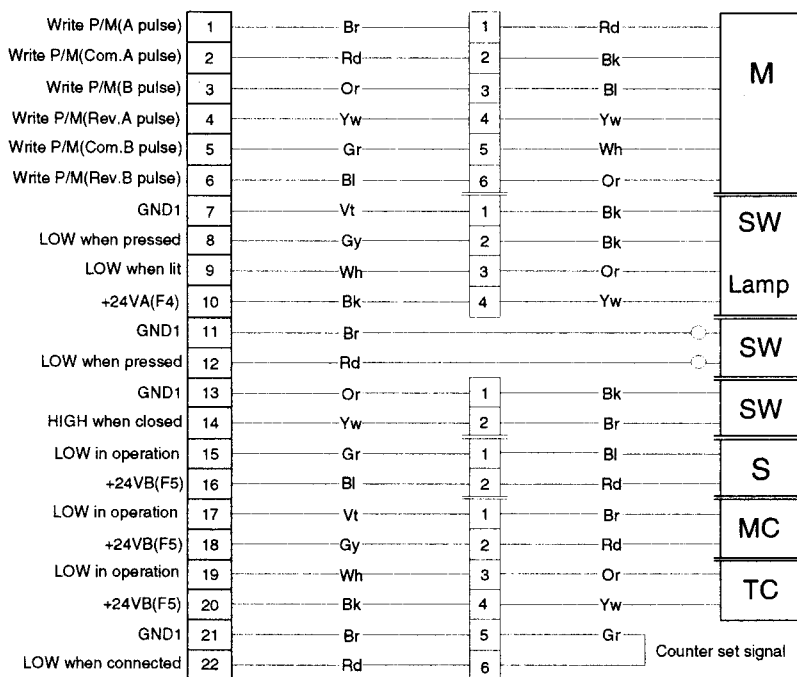 Write P/M(A pulse) 1 Br 1 Rd
Write P/M(Com.A pulse) 2 Rd 2 Bk
Write P/M(B pulse) 3 Or 3 Bl
M
Write P/M(Rev.A pulse) 4 Yw 4 Yw
Write P/M(Com.B pulse) 5 Gr 5 Wh
Write P/M(Rev.B pulse) 6 Bl 6 Or
GND1 7 Vt 1 Bk
SW
LOW when pressed 8 Gy 2 Bk
LOW when lit 9 Wh 3 Or
Lamp
+24VA(F4) 10 Bk 4 Yw
GND1 11 Br
SW
LOW when pressed 12 Rd
GND1 13 Or 1 Bk
SW
HIGH when closed 14 Yw 2 Br
LOW in operation 15 Gr 1 Bl
S
+24VB(F5) 16 Bl 2 Rd
LOW in operation 17 Vt 1 Br
MC
+24VB(F5) 18 Gy 2 Rd
LOW in operation 19 Wh 3 Or
TC
+24VB(F5) 20 Bk 4 Yw
GND1 21 Br 5 Gr
Counter set signal
LOW when connected 22 Rd 6